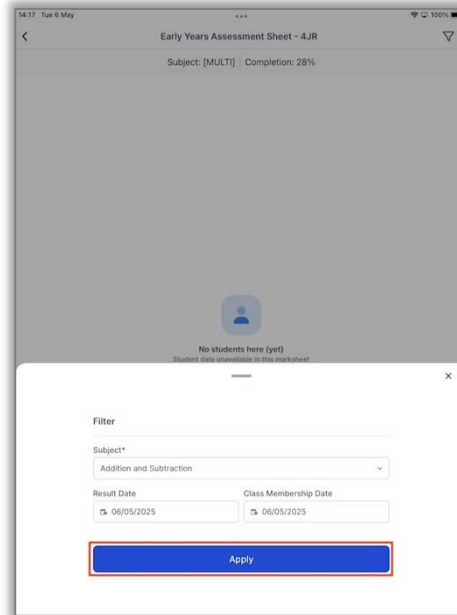 14:17 Tue 6 May
100%
Early Years Assessment Sheet - 4JR
Subject: [MULTI] Completion: 28%
No students here (yet)
Student data unavailable in this marksheet
Filter
Subject*
Addition and Subtraction
Result Date Class Membership Date
06/05/2025 06/05/2025
Apply